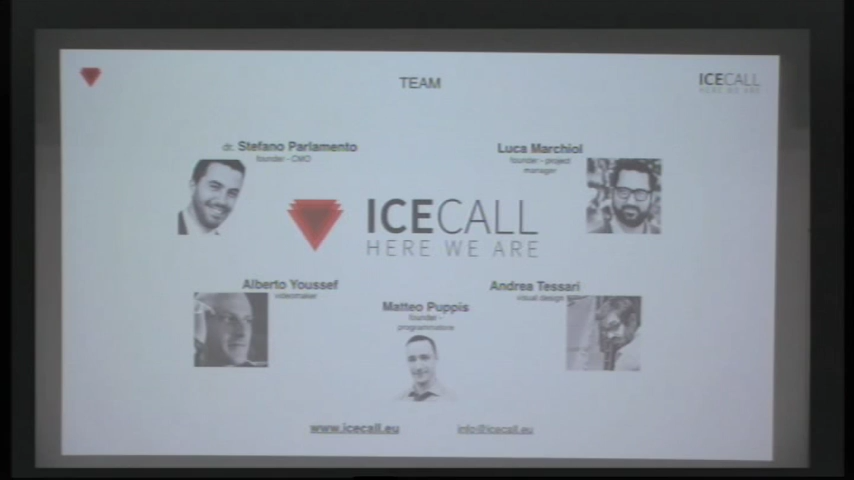 TEAM
ICECALL
HERE WE ARE
dr. Stefano Parlamento
founder - CMO
Luca Marchiol
founder - project
manager
ICECALL
HERE WE ARE
Alberto Youssef
videomaker
Andrea Tessari
visual design
Matteo Puppis
founder -
programmatore
www.icecall.eu
info@icecall.eu